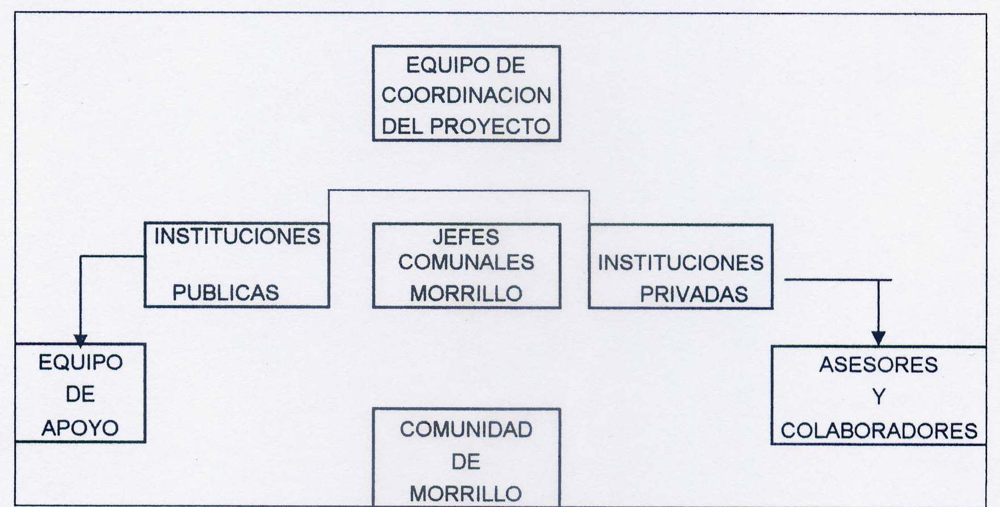 EQUIPO DE
COORDINACION
DEL PROYECTO
INSTITUCIONES
PUBLICAS
JEFES
COMUNALES
MORRILLO
INSTITUCIONES
PRIVADAS
EQUIPO
DE
APOYO
ASESORES
Y
COLABORADORES
COMUNIDAD
DE
MORRILLO